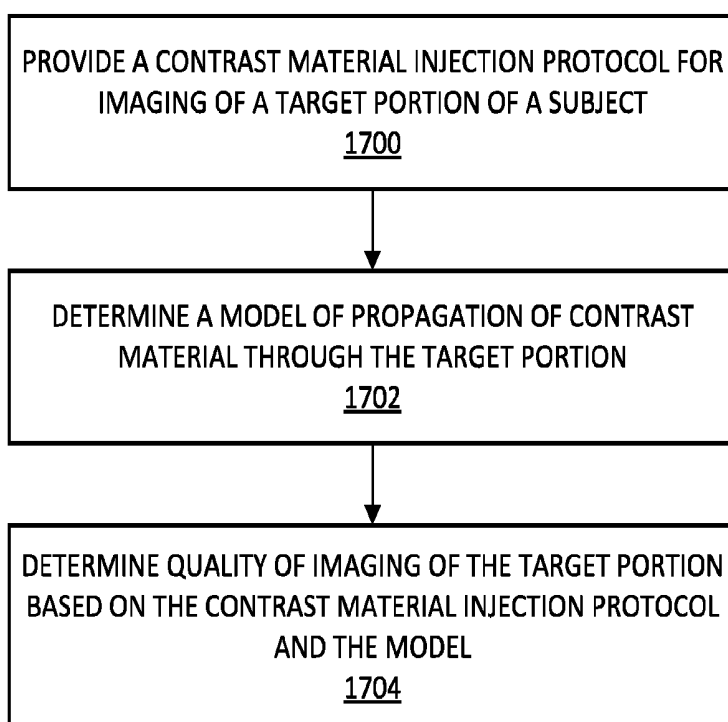 PROVIDE A CONTRAST MATERIAL INJECTION PROTOCOL FOR
IMAGING OF A TARGET PORTION OF A SUBJECT
1700
DETERMINE A MODEL OF PROPAGATION OF CONTRAST
MATERIAL THROUGH THE TARGET PORTION
1702
DETERMINE QUALITY OF IMAGING OF THE TARGET PORTION
BASED ON THE CONTRAST MATERIAL INJECTION PROTOCOL
AND THE MODEL
1704